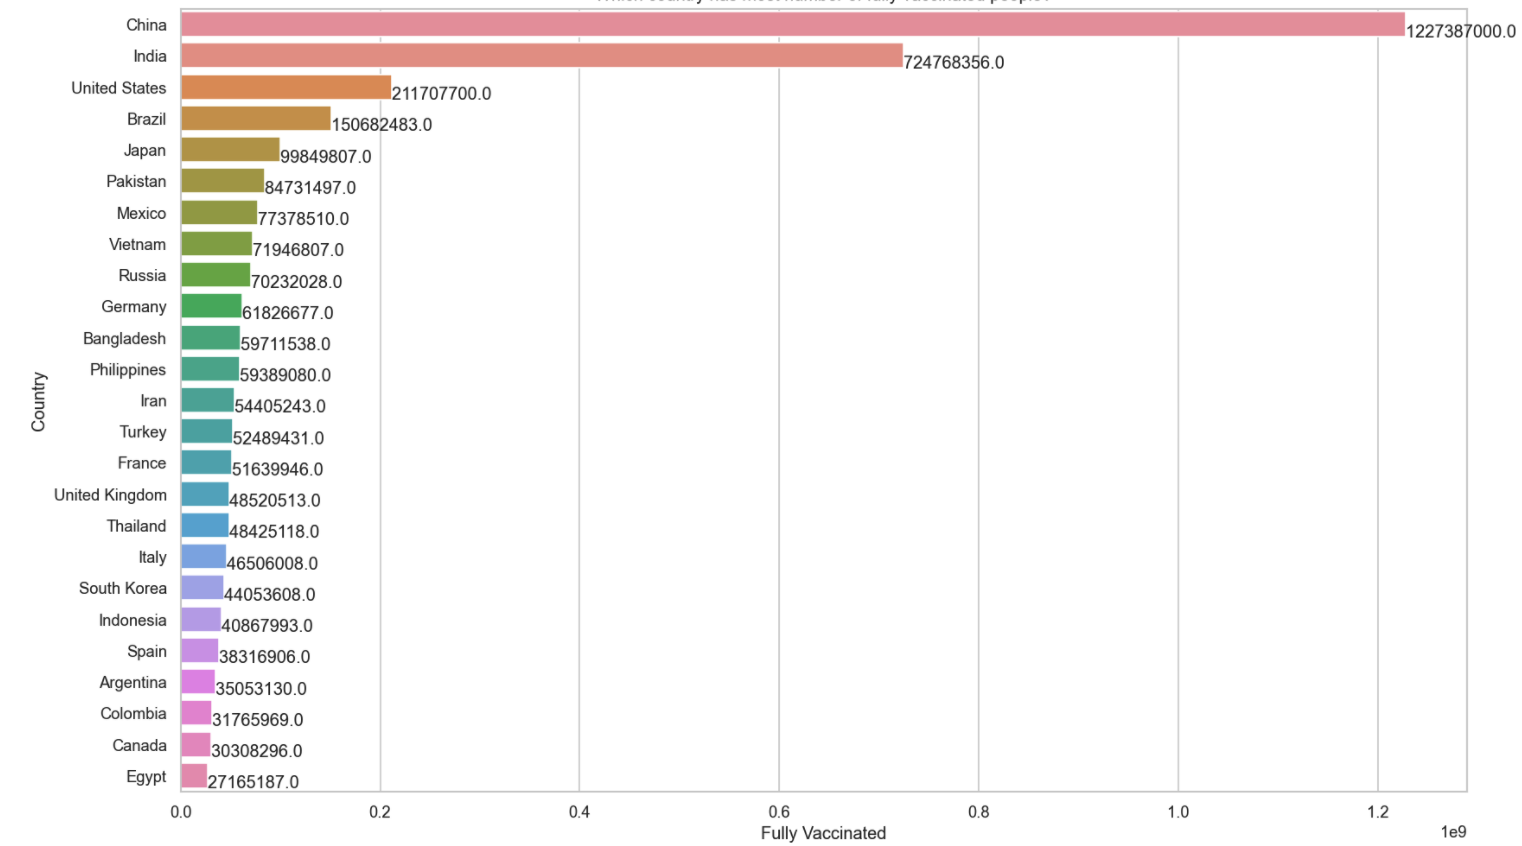 China 1227387000.0
India 724768356.0
United States 211707700.0
Brazil 150682483.0
Japan 99849807.0
Pakistan 84731497.0
Mexico 77378510.0
Vietnam 71946807.0
Russia 70232028.0
Germany 61826677.0
Bangladesh 59711538.0
Philippines 59389080.0
Iran 54405243.0
Turkey 52489431.0
France 51639946.0
United Kingdom 48520513.0
Thailand 48425118.0
Italy 46506008.0
South Korea 44053608.0
Indonesia 40867993.0
Spain 38316906.0
Argentina 35053130.0
Colombia 31765969.0
Canada 30308296.0
Egypt 27165187.0
Country
0.0 0.2 0.4 0.6 0.8 1.0 1.2
Fully Vaccinated
1e9